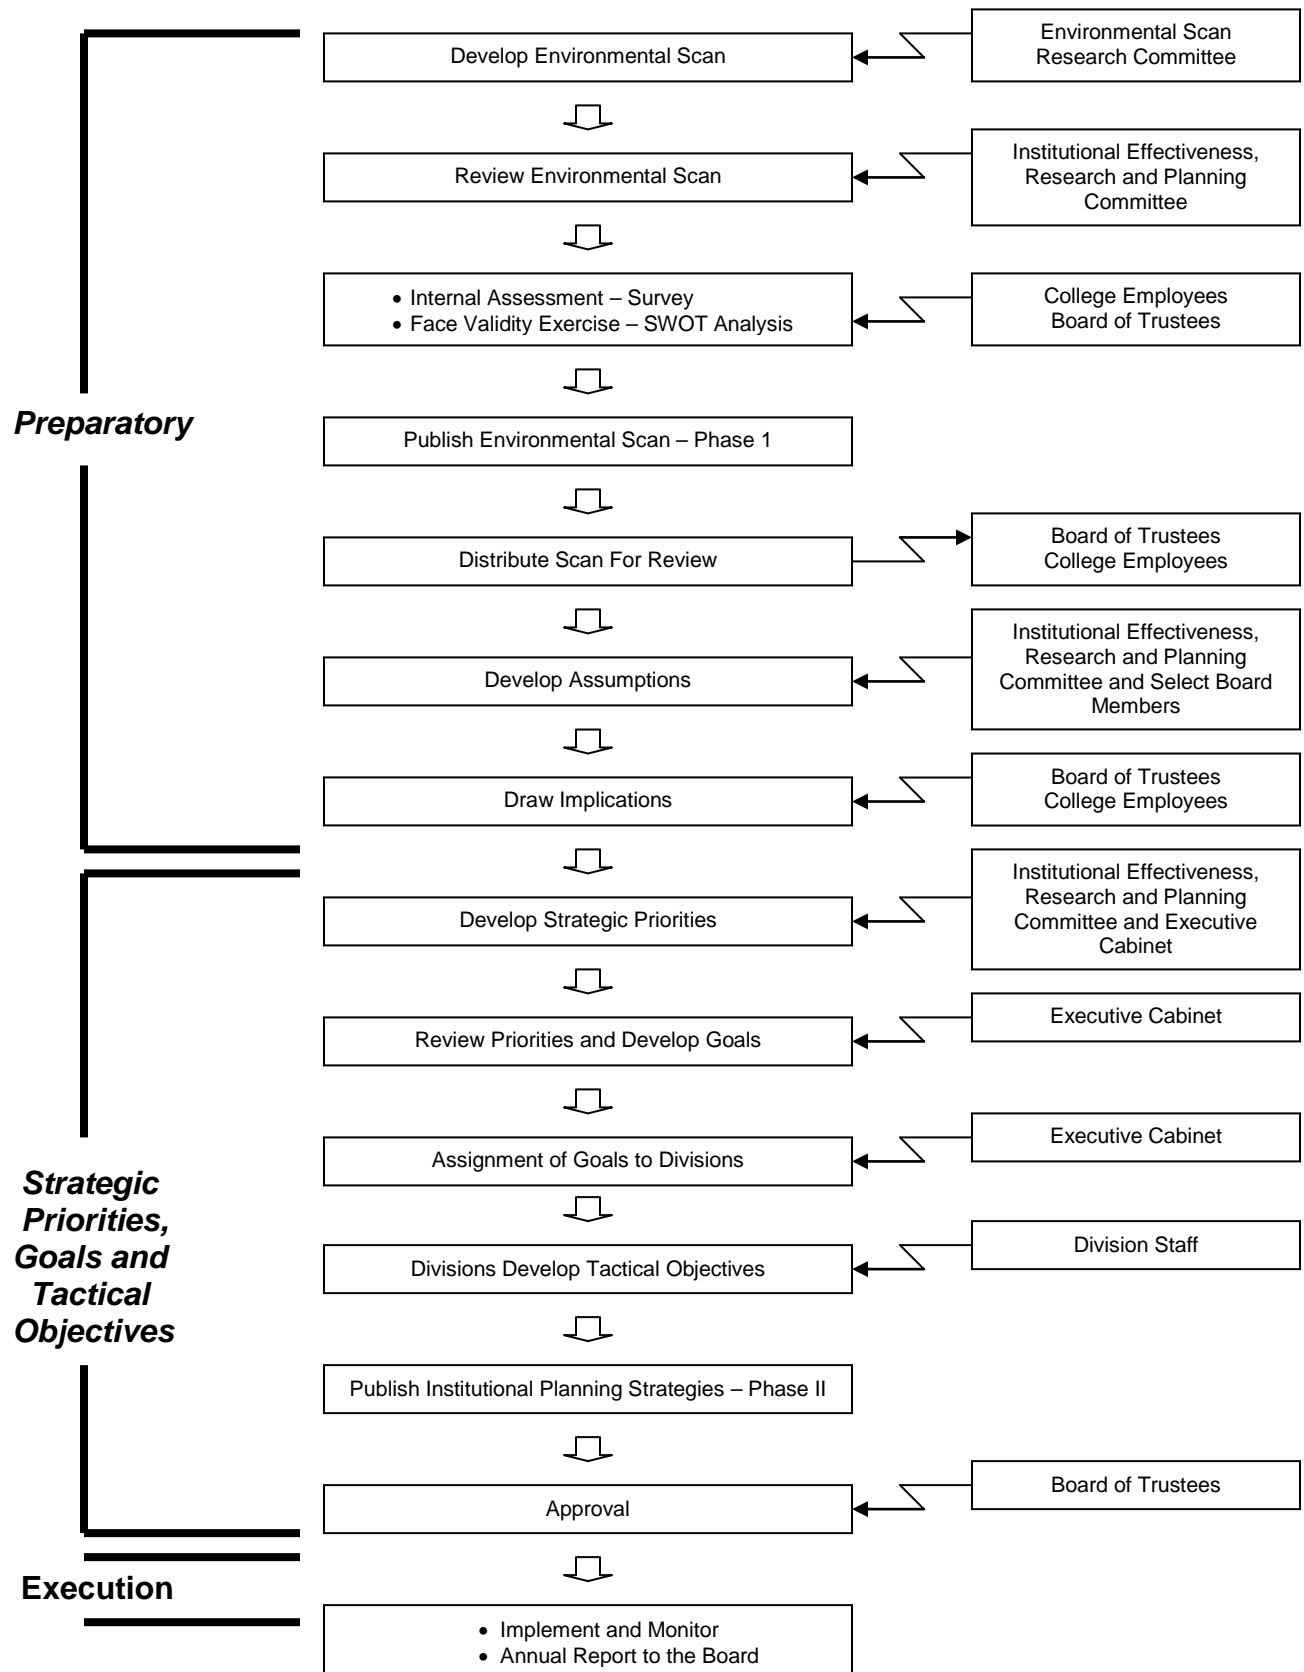 Develop Environmental Scan
Environmental Scan
Research Committee
Review Environmental Scan
Institutional Effectiveness,
Research and Planning
Committee
• Internal Assessment – Survey
• Face Validity Exercise – SWOT Analysis
College Employees
Board of Trustees
Preparatory
Publish Environmental Scan – Phase 1
Distribute Scan For Review
Board of Trustees
College Employees
Develop Assumptions
Institutional Effectiveness,
Research and Planning
Committee and Select Board
Members
Draw Implications
Board of Trustees
College Employees
Develop Strategic Priorities
Institutional Effectiveness,
Research and Planning
Committee and Executive
Cabinet
Review Priorities and Develop Goals
Executive Cabinet
Assignment of Goals to Divisions
Executive Cabinet
Strategic
Priorities,
Goals and
Tactical
Objectives
Divisions Develop Tactical Objectives
Division Staff
Publish Institutional Planning Strategies – Phase II
Approval
Board of Trustees
Execution
• Implement and Monitor
• Annual Report to the Board